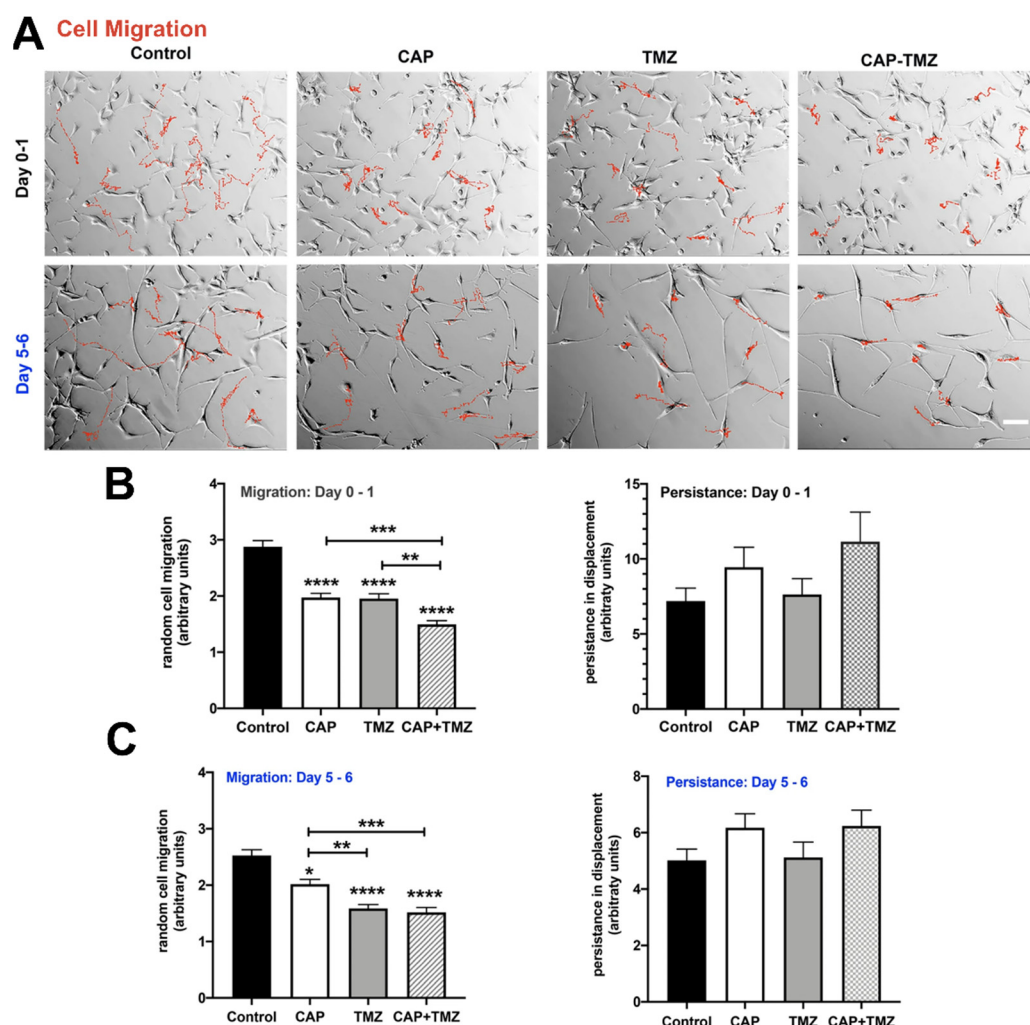 A Cell Migration
Control CAP TMZ CAP-TMZ
Day 0-1
Day 5-6
B
Migration: Day 0 - 1
random cell migration
(arbitrary units)
4
3
2
1
0
****
****
****
***
**
Control CAP TMZ CAP+TMZ
Persistance: Day 0 - 1
persistance in displacement
(arbitraty units)
15
10
5
0
Control CAP TMZ CAP+TMZ
C
Migration: Day 5 - 6
random cell migration
(arbitrary units)
4
3
2
1
0
*
****
****
***
**
Control CAP TMZ CAP+TMZ
Persistance: Day 5 - 6
persistance in displacement
(arbitraty units)
8
6
4
2
0
Control CAP TMZ CAP+TMZ